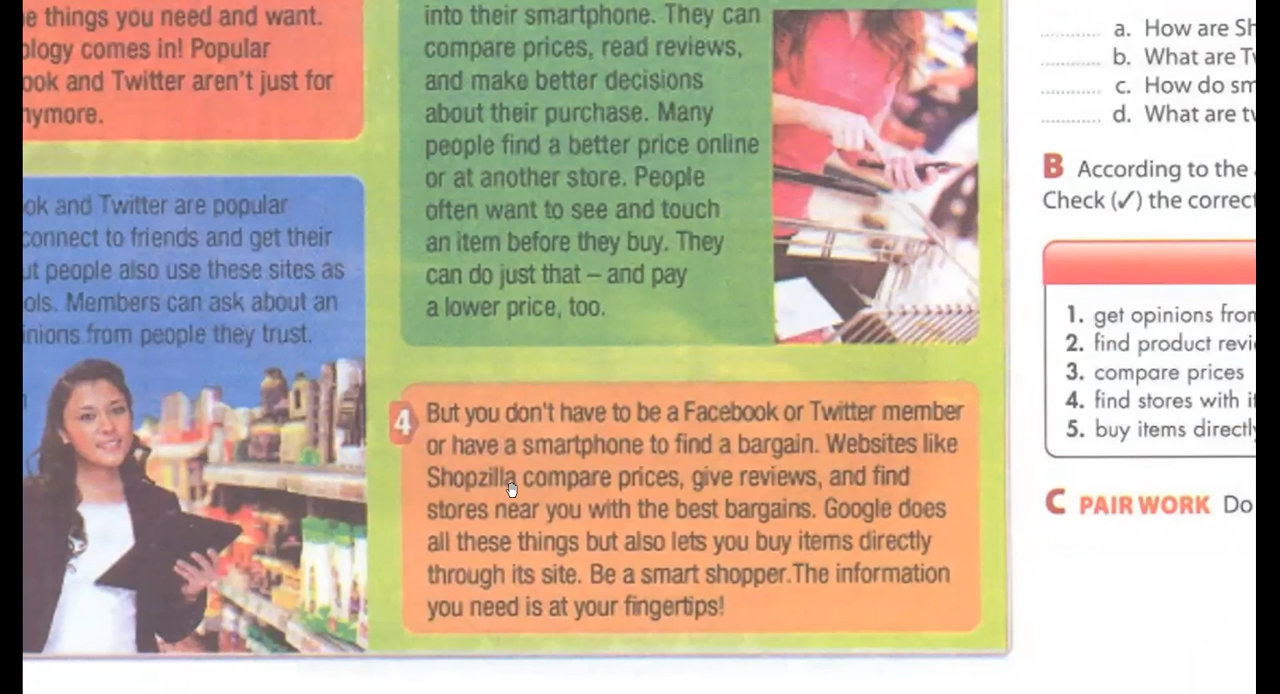 e things you need and want.
ology comes in! Popular
ook and Twitter aren't just for
nymore.
ok and Twitter are popular
connect to friends and get their
ut people also use these sites as
ols. Members can ask about an
inions from people they trust.
into their smartphone. They can
compare prices, read reviews,
and make better decisions
about their purchase. Many
people find a better price online
or at another store. People
often want to see and touch
an item before they buy. They
can do just that – and pay
a lower price, too.
4 But you don't have to be a Facebook or Twitter member
or have a smartphone to find a bargain. Websites like
Shopzilla compare prices, give reviews, and find
stores near you with the best bargains. Google does
all these things but also lets you buy items directly
through its site. Be a smart shopper.The information
you need is at your fingertips!
a. How are Sh
b. What are Tw
c. How do sm
d. What are tw
B According to the
Check (✓) the correct
1. get opinions from
2. find product revi
3. compare prices
4. find stores with it
5. buy items directly
C PAIR WORK Do